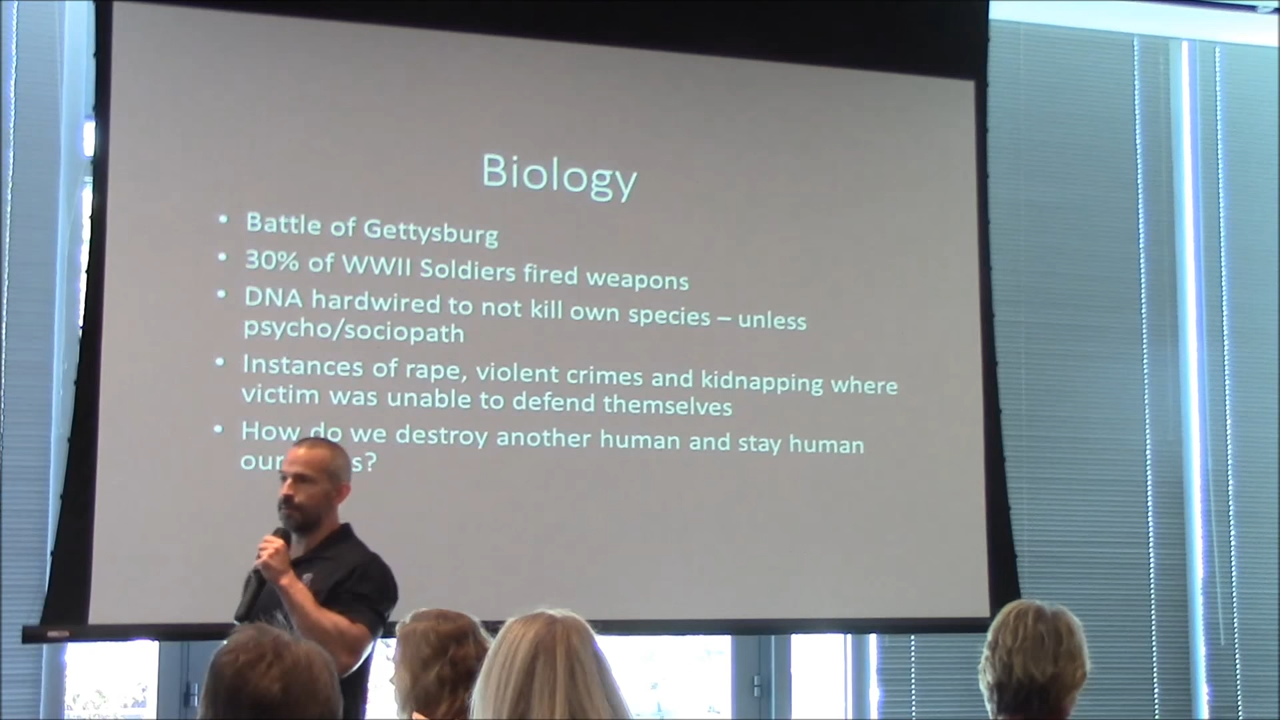 Biology
• Battle of Gettysburg
• 30% of WWII Soldiers fired weapons
• DNA hardwired to not kill own species – unless
psycho/sociopath
• Instances of rape, violent crimes and kidnapping where
victim was unable to defend themselves
• How do we destroy another human and stay human